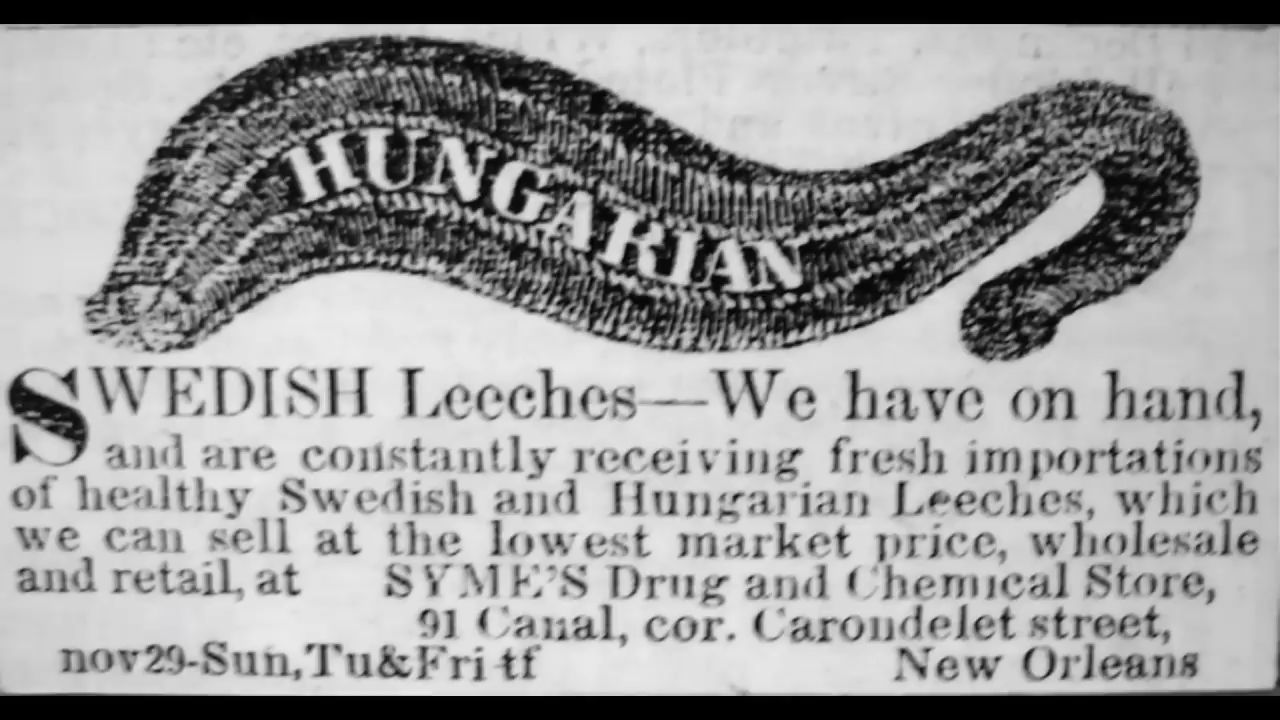 HUNGARIAN
SWEDISH Leeches—We have on hand,
and are constantly receiving fresh importations
of healthy Swedish and Hungarian Leeches, which
we can sell at the lowest market price, wholesale
and retail, at SYME'S Drug and Chemical Store,
91 Canal, cor. Carondelet street,
nov29-Sun,Tu&Fri tf New Orleans